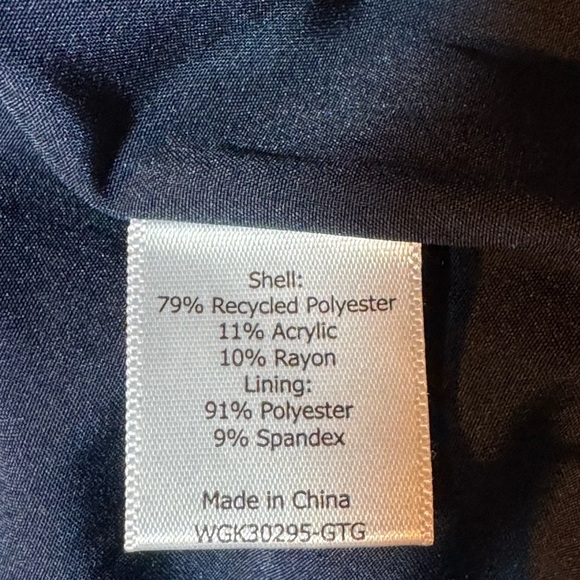 Shell:
79% Recycled Polyester
11% Acrylic
10% Rayon
Lining:
91% Polyester
9% Spandex
Made in China
WGK30295-GTG